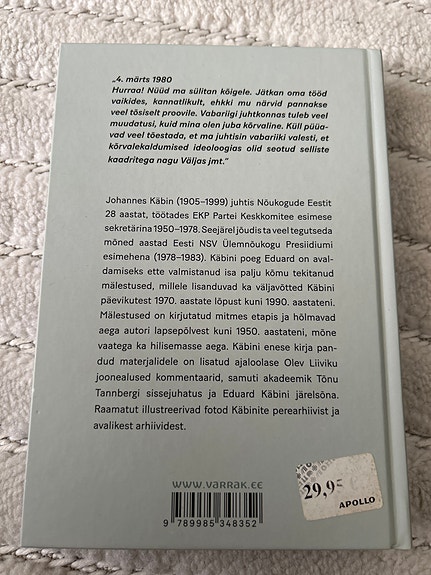 „4. märts 1980
Hurraa! Nüüd ma sülitan kõigele. Jätkan oma tööd
vaikides, kannatlikult, ehkki mu närvid pannakse
veel tõsiselt proovile. Vabariigi juhtkonnas tuleb veel
muudatusi, kuid mina olen juba kõrvaline. Küll püüa-
vad veel tõestada, et ma juhtisin vabariiki valesti, et
kõrvalekaldumised ideoloogias olid seotud selliste
kaadritega nagu Väljas jmt.“
Johannes Käbin (1905–1999) juhtis Nõukogude Eestit
28 aastat, töötades EKP Partei Keskkomitee esimese
sekretärina 1950–1978. Seejärel jõudis ta veel tegutseda
mõned aastad Eesti NSV Ülemnõukogu Presiidiumi
esimehena (1978–1983). Käbini poeg Eduard on aval-
damiseks ette valmistanud isa palju kõmu tekitanud
mälestused, millele lisanduvad ka väljavõtted Käbini
päevikutest 1970. aastate lõpust kuni 1990. aastateni.
Mälestused on kirjutatud mitmes etapis ja hõlmavad
aega autori lapsepõlvest kuni 1950. aastateni, mõne
vaatega ka hilisemasse aega. Käbini enese kirja pan-
dud materjalidele on lisatud ajaloolase Olev Liiviku
joonealused kommentaarid, samuti akadeemik Tõnu
Tannbergi sissejuhatus ja Eduard Käbini järelsõna.
Raamatut illustreerivad fotod Käbinite perearhiivist ja
avalikest arhiividest.
WWW.VARRAK.EE
9 789985 348352
29,95
APOLLO